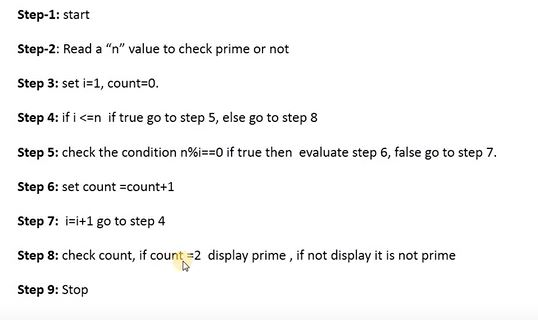 Step-1: start
Step-2: Read a “n” value to check prime or not
Step 3: set i=1, count=0.
Step 4: if i <=n if true go to step 5, else go to step 8
Step 5: check the condition n%i==0 if true then evaluate step 6, false go to step 7.
Step 6: set count =count+1
Step 7: i=i+1 go to step 4
Step 8: check count, if count =2 display prime , if not display it is not prime
Step 9: Stop